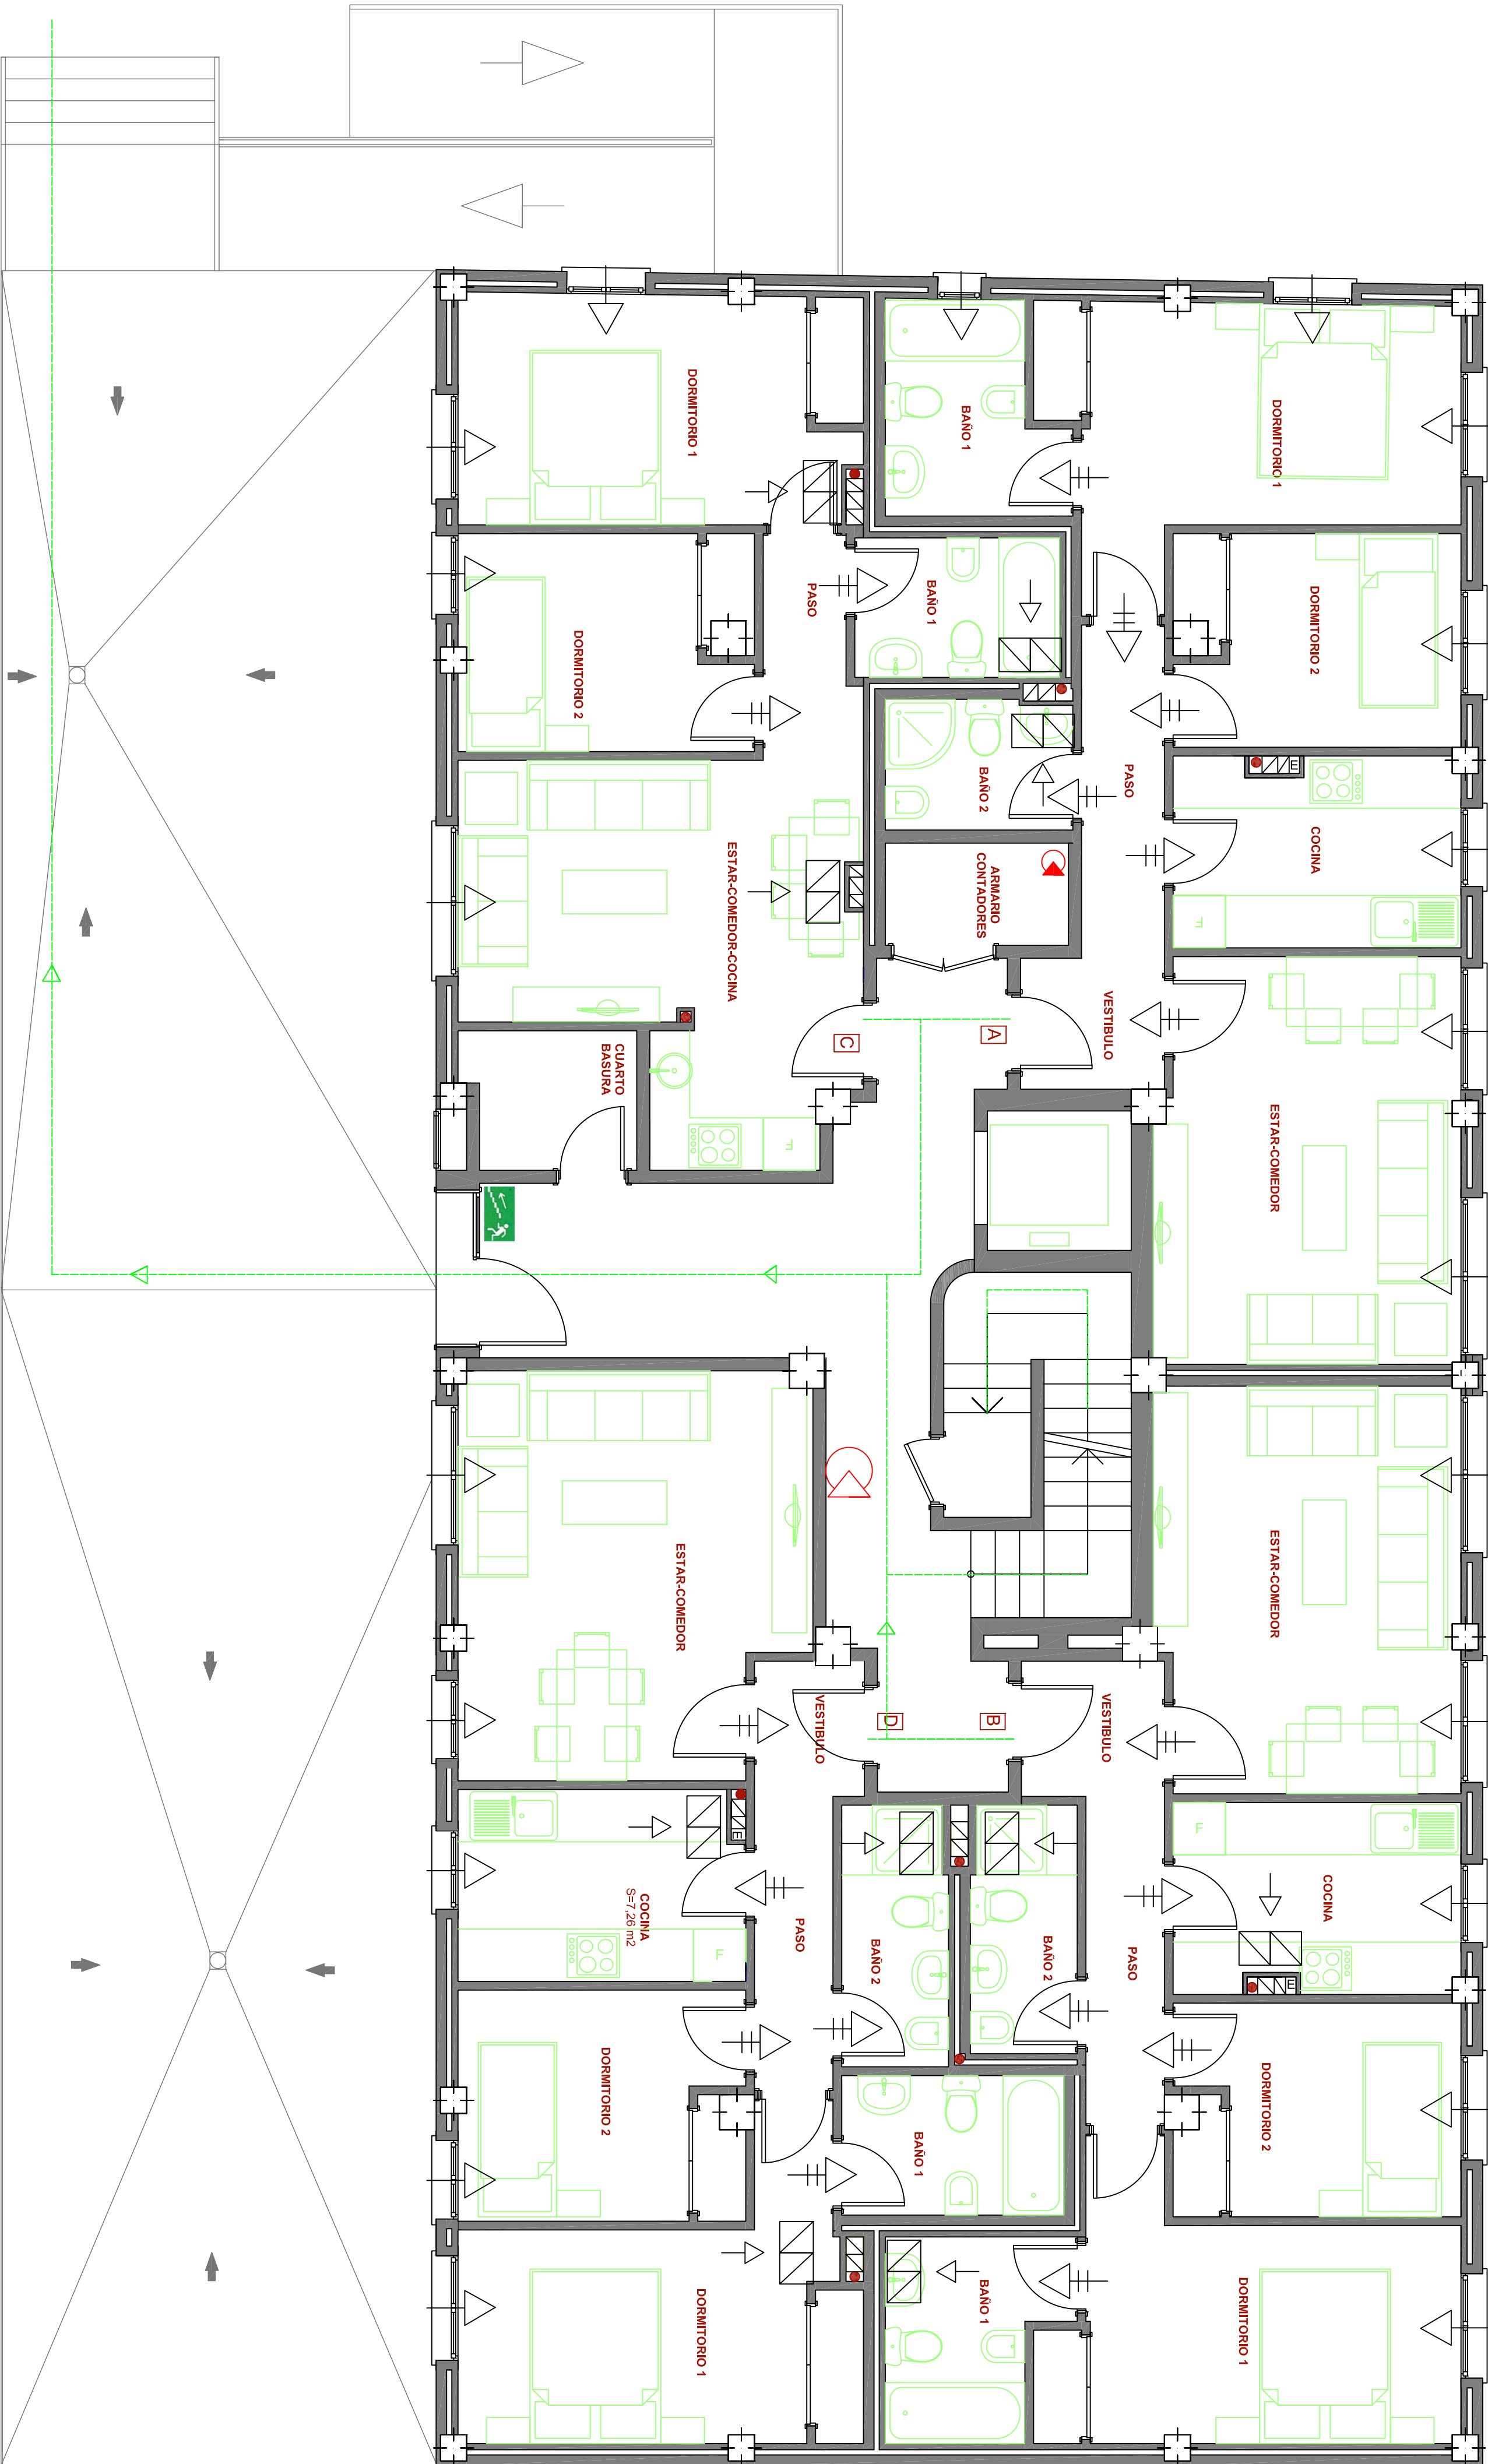 DORMITORIO 1
DORMITORIO 2
E
COCINA
F
ESTAR-COMEDOR
ESTAR-COMEDOR
F
COCINA
E
DORMITORIO 2
DORMITORIO 1
PASO
VESTIBULO
VESTIBULO
PASO
BAÑO 1
BAÑO 1
BAÑO 2
ARMARIO
CONTADORES
A
B
BAÑO 2
BAÑO 2
BAÑO 1
BAÑO 1
C
D
VESTIBULO
PASO
PASO
DORMITORIO 1
DORMITORIO 2
ESTAR-COMEDOR-COCINA
F
CUARTO
BASURA
ESTAR-COMEDOR
E
COCINA
S=7,26 m2
F
DORMITORIO 2
DORMITORIO 1